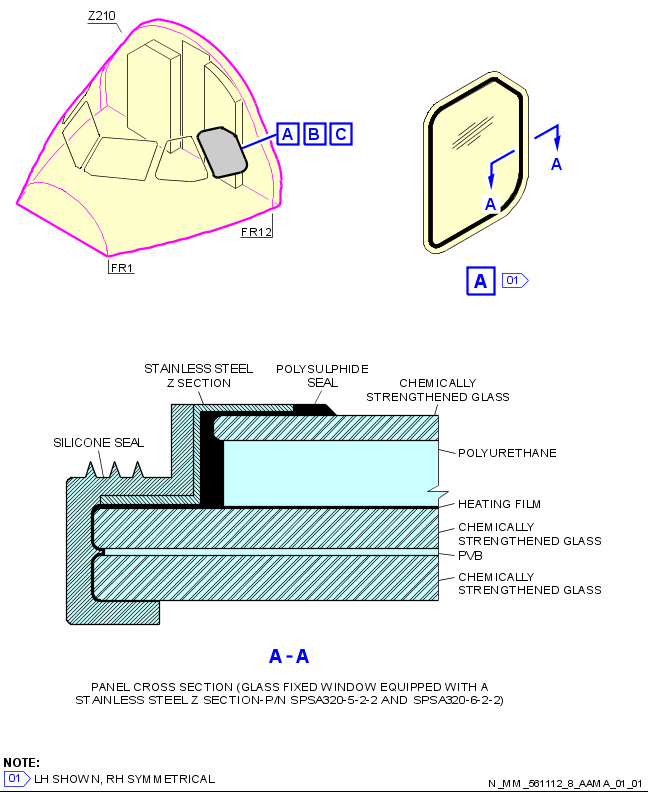 Z210
A B C
FR12
FR1
A
A
A 01
STAINLESS STEEL
Z SECTION
POLYSULPHIDE
SEAL
CHEMICALLY
STRENGTHENED GLASS
SILICONE SEAL
POLYURETHANE
HEATING FILM
CHEMICALLY
STRENGTHENED GLASS
PVB
CHEMICALLY
STRENGTHENED GLASS
A-A
PANEL CROSS SECTION (GLASS FIXED WINDOW EQUIPPED WITH A
STAINLESS STEEL Z SECTION-P/N SPSA320-5-2-2 AND SPSA320-6-2-2)
NOTE:
01 LH SHOWN, RH SYMMETRICAL
N_MM_561112_8_AAMA_01_01